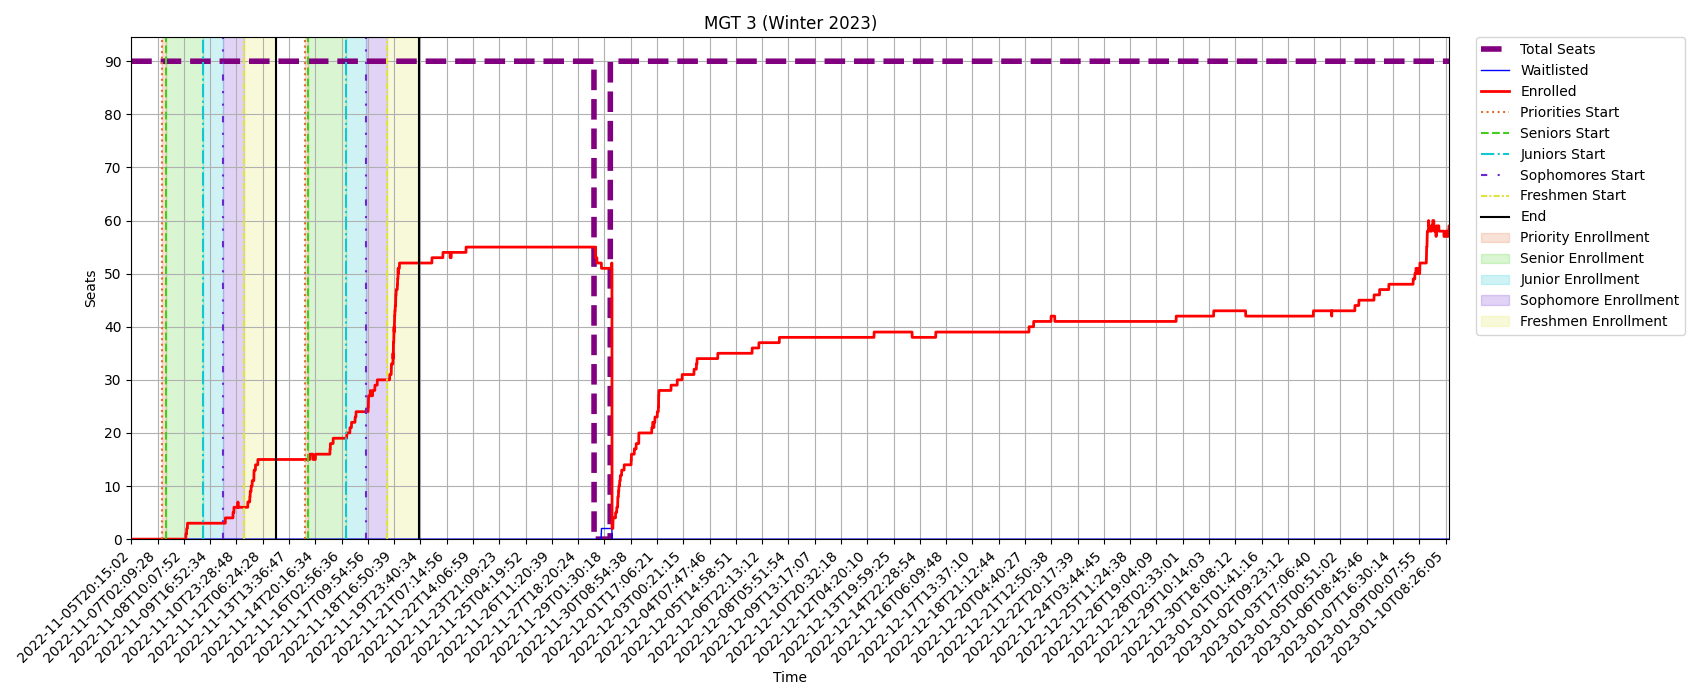 MGT 3 (Winter 2023)
Seats
90
80
70
60
50
40
30
20
10
0
2022-11-05T20:15:02
2022-11-07T02:09:28
2022-11-08T10:07:52
2022-11-09T16:52:34
2022-11-10T23:28:48
2022-11-12T06:24:28
2022-11-13T13:36:47
2022-11-14T20:16:34
2022-11-16T02:56:36
2022-11-17T09:54:56
2022-11-18T16:50:39
2022-11-19T23:40:34
2022-11-21T07:14:56
2022-11-22T14:06:59
2022-11-23T21:09:23
2022-11-25T04:19:52
2022-11-26T11:20:39
2022-11-27T18:20:24
2022-11-29T01:30:18
2022-11-30T08:54:38
2022-12-01T17:06:21
2022-12-03T00:21:15
2022-12-04T07:47:46
2022-12-05T14:58:51
2022-12-06T22:13:12
2022-12-08T05:51:54
2022-12-09T13:17:07
2022-12-10T20:32:18
2022-12-12T04:20:10
2022-12-13T13:59:25
2022-12-14T22:28:54
2022-12-16T06:09:48
2022-12-17T13:37:10
2022-12-18T21:12:44
2022-12-20T04:40:27
2022-12-21T12:50:38
2022-12-22T20:17:39
2022-12-24T03:44:45
2022-12-25T11:24:38
2022-12-26T19:04:09
2022-12-28T02:33:01
2022-12-29T10:14:03
2022-12-30T18:08:12
2023-01-01T01:41:16
2023-01-02T09:23:12
2023-01-03T17:06:40
2023-01-05T00:51:02
2023-01-06T08:45:46
2023-01-07T16:30:14
2023-01-09T00:07:55
2023-01-10T08:26:05
Time
Total Seats
Waitlisted
Enrolled
Priorities Start
Seniors Start
Juniors Start
Sophomores Start
Freshmen Start
End
Priority Enrollment
Senior Enrollment
Junior Enrollment
Sophomore Enrollment
Freshmen Enrollment